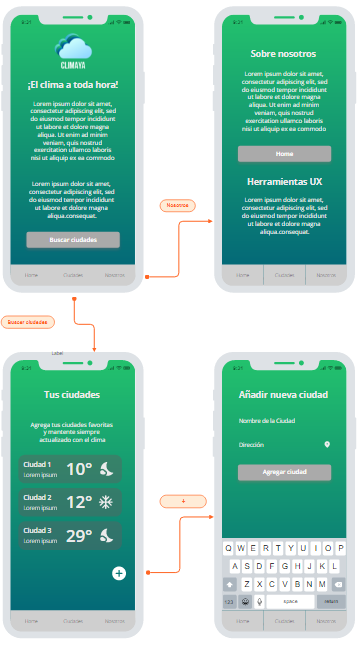 8:21
CLIMAYA
¡El clima a toda hora!
Lorem ipsum dolor sit amet,
consectetur adipiscing elit, sed
do eiusmod tempor incididunt
ut labore et dolore magna
aliqua. Ut enim ad minim
veniam, quis nostrud
exercitation ullamco laboris
nisi ut aliquip ex ea commodo
Lorem ipsum dolor sit amet,
consectetur adipiscing elit, sed
do eiusmod tempor incididunt
ut labore et dolore magna
aliqua.consequat.
Buscar ciudades
Home Ciudades Nosotros
Nosotros
8:21
Sobre nosotros
Lorem ipsum dolor sit amet,
consectetur adipiscing elit, sed
do eiusmod tempor incididunt
ut labore et dolore magna
aliqua. Ut enim ad minim
veniam, quis nostrud
exercitation ullamco laboris
nisi ut aliquip ex ea commodo
Home
Herramientas UX
Lorem ipsum dolor sit amet,
consectetur adipiscing elit, sed
do eiusmod tempor incididunt
ut labore et dolore magna
aliqua.consequat.
Home Ciudades Nosotros
Buscar ciudades
Label
8:21
Tus ciudades
Agrega tus ciudades favoritas
y mantente siempre
actualizado con el clima
Ciudad 1
Lorem ipsum
10°
Ciudad 2
Lorem ipsum
12°
Ciudad 3
Lorem ipsum
29°
+
Home Ciudades Nosotros
+
8:21
Añadir nueva ciudad
Nombre de la Ciudad
Dirección
Agregar ciudad
Q W E R T Y U I O P
A S D F G H J K L
Z X C V B N M
123 space return
Home Ciudades Nosotros